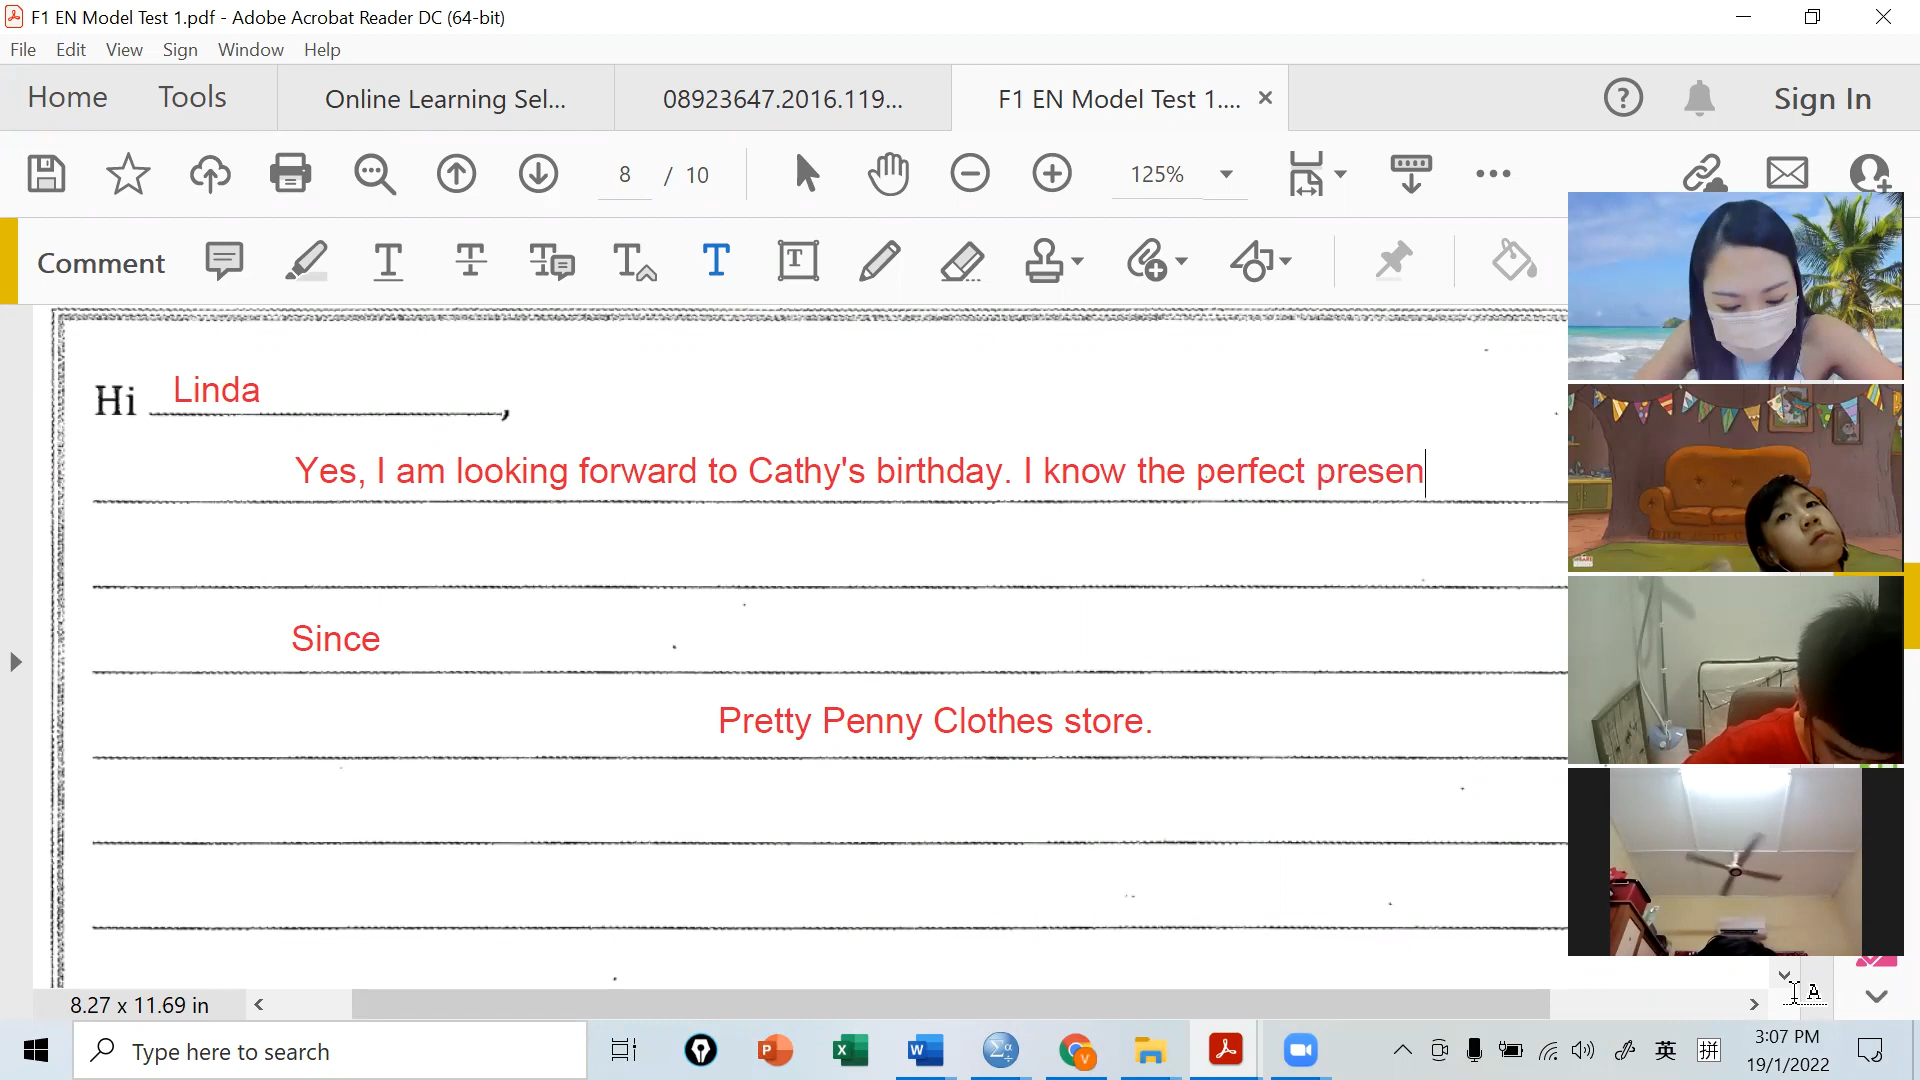 F1 EN Model Test 1.pdf - Adobe Acrobat Reader DC (64-bit)
File Edit View Sign Window Help
Home Tools Online Learning Sel... 08923647.2016.119... F1 EN Model Test 1.... Sign In
8 / 10 125%
Comment
Hi Linda,
Yes, I am looking forward to Cathy's birthday. I know the perfect presen
Since
Pretty Penny Clothes store.
8.27 x 11.69 in
Type here to search
英 拼
3:07 PM
19/1/2022